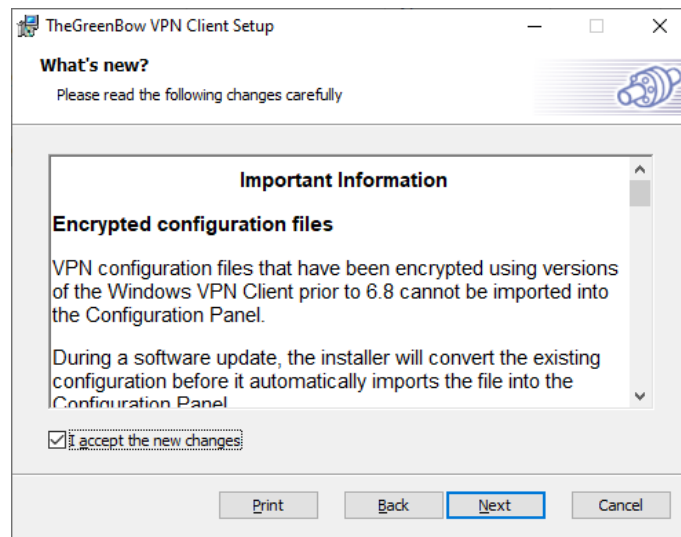 TheGreenBow VPN Client Setup
What's new?
Please read the following changes carefully
Important Information
Encrypted configuration files
VPN configuration files that have been encrypted using versions
of the Windows VPN Client prior to 6.8 cannot be imported into
the Configuration Panel.
During a software update, the installer will convert the existing
configuration before it automatically imports the file into the
Configuration Panel
I accept the new changes
Print
Back
Next
Cancel